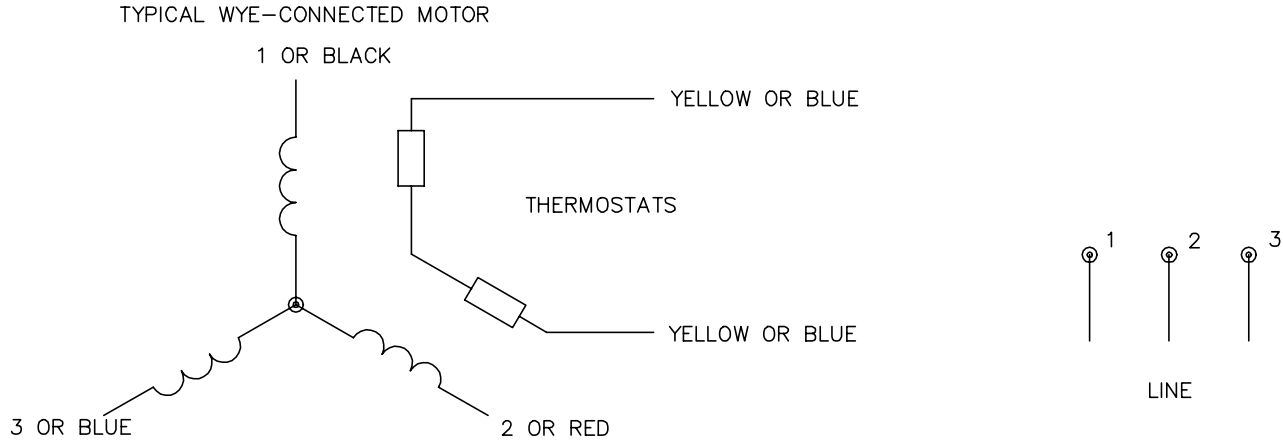 TYPICAL WYE-CONNECTED MOTOR
1 OR BLACK
YELLOW OR BLUE
THERMOSTATS
YELLOW OR BLUE
3 OR BLUE
2 OR RED
1
2
3
LINE